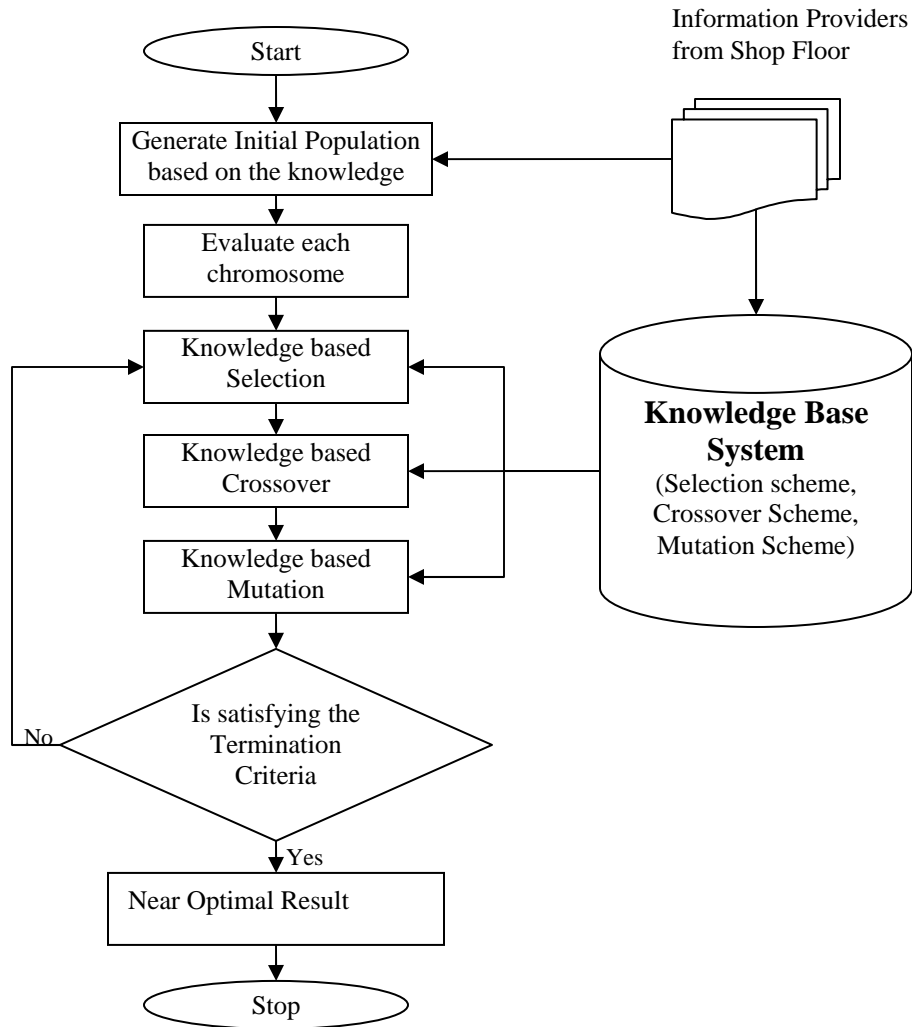 Information Providers
from Shop Floor
Start
Generate Initial Population
based on the knowledge
Evaluate each
chromosome
Knowledge based
Selection
Knowledge based
Crossover
Knowledge based
Mutation
Knowledge Base
System
(Selection scheme,
Crossover Scheme,
Mutation Scheme)
Is satisfying the
Termination
Criteria
No
Yes
Near Optimal Result
Stop